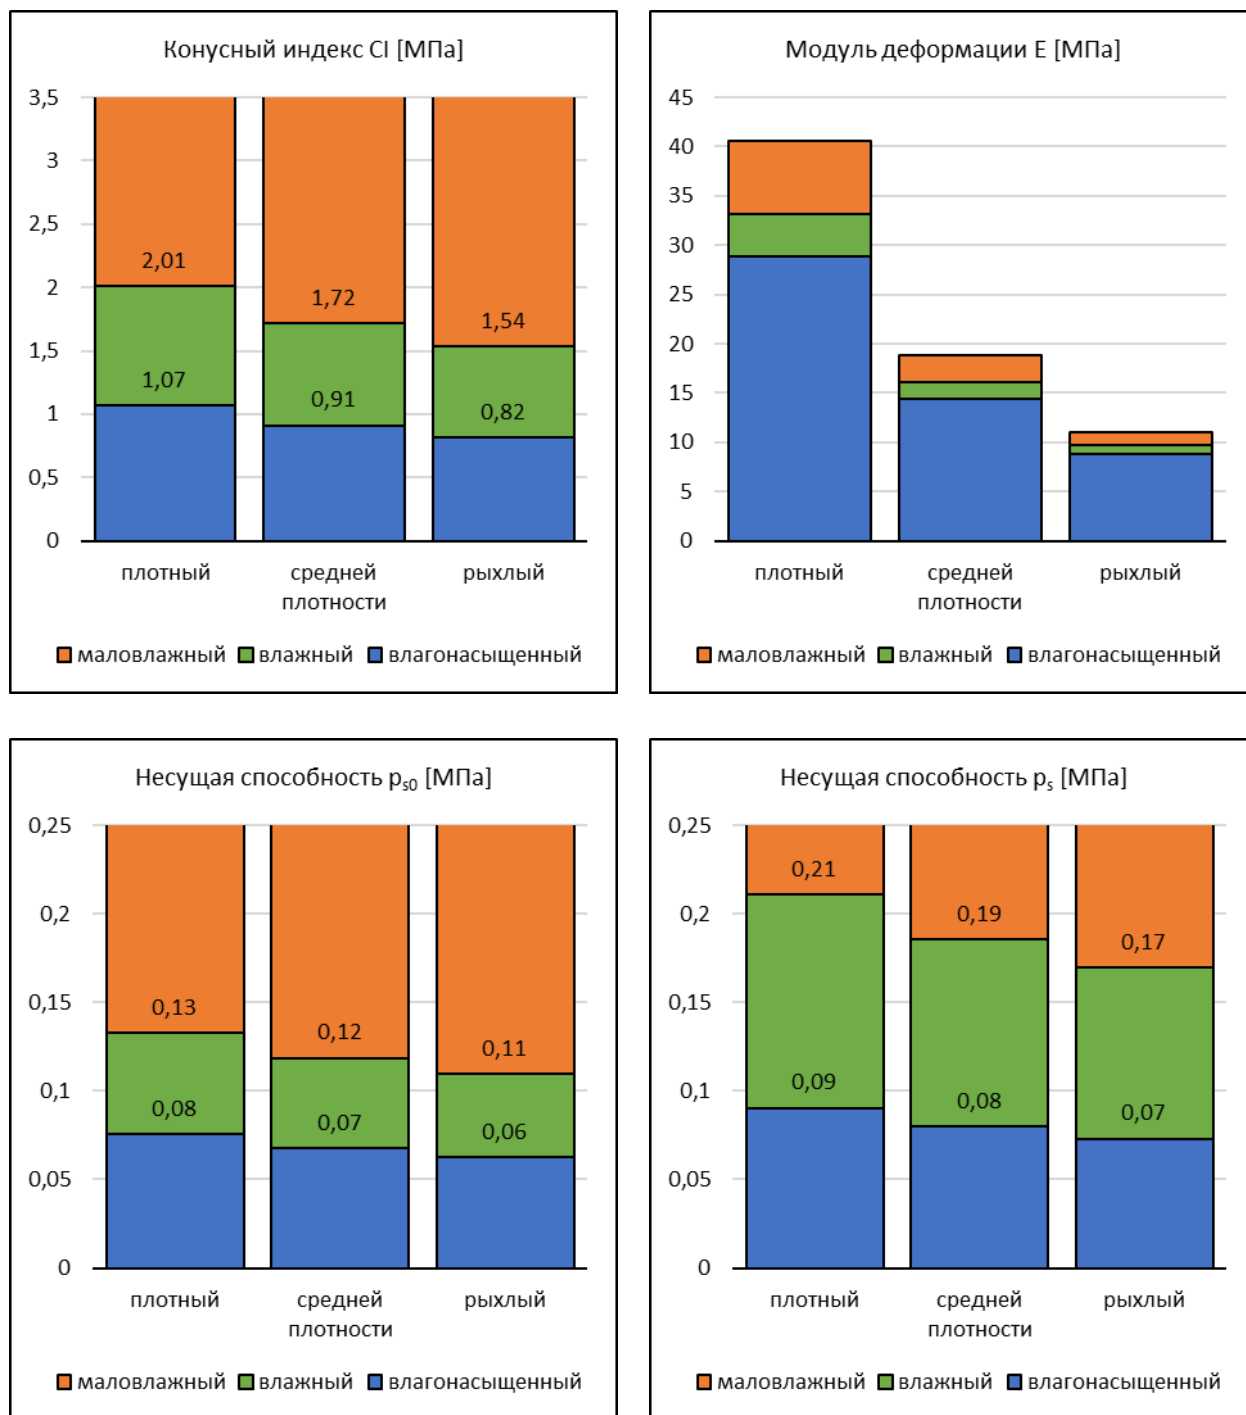 Конусный индекс CI [МПа]
3,5
3
2,5
2
1,5
1
0,5
0
2,01
1,72
1,54
1,07
0,91
0,82
плотный
средней
плотности
рыхлый
маловлажный
влажный
влагонасыщенный
Модуль деформации E [МПа]
45
40
35
30
25
20
15
10
5
0
плотный
средней
плотности
рыхлый
маловлажный
влажный
влагонасыщенный
Несущая способность ps0 [МПа]
0,25
0,2
0,15
0,1
0,05
0
0,13
0,12
0,11
0,08
0,07
0,06
плотный
средней
плотности
рыхлый
маловлажный
влажный
влагонасыщенный
Несущая способность ps [МПа]
0,25
0,2
0,15
0,1
0,05
0
0,21
0,19
0,17
0,09
0,08
0,07
плотный
средней
плотности
рыхлый
маловлажный
влажный
влагонасыщенный